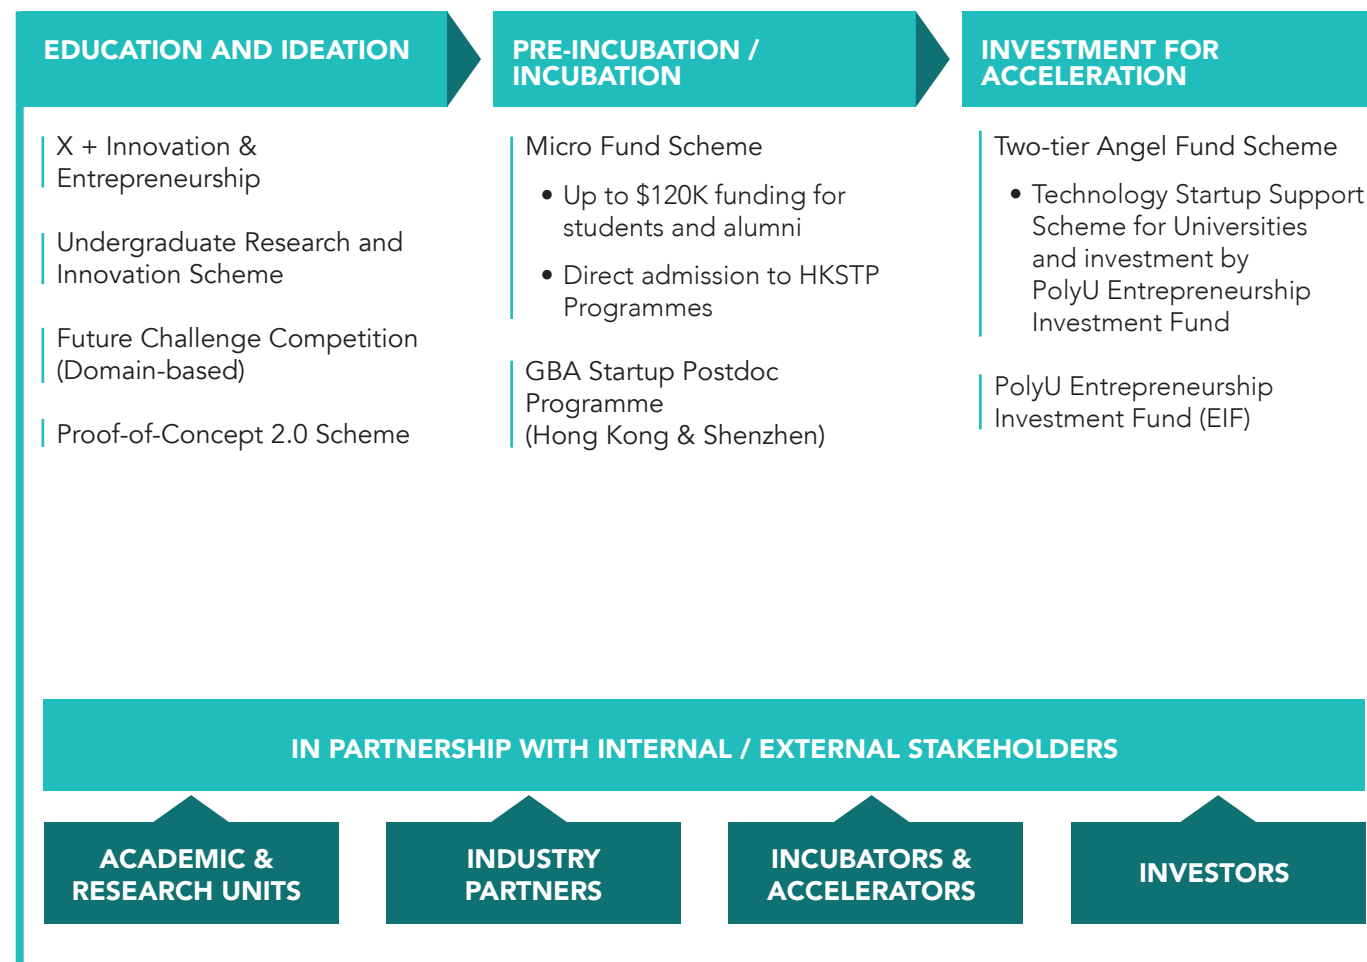 EDUCATION AND IDEATION
X + Innovation &
Entrepreneurship
Undergraduate Research and
Innovation Scheme
Future Challenge Competition
(Domain-based)
Proof-of-Concept 2.0 Scheme
PRE-INCUBATION /
INCUBATION
Micro Fund Scheme
• Up to $120K funding for
students and alumni
• Direct admission to HKSTP
Programmes
GBA Startup Postdoc
Programme
(Hong Kong & Shenzhen)
INVESTMENT FOR
ACCELERATION
Two-tier Angel Fund Scheme
• Technology Startup Support
Scheme for Universities
and investment by
PolyU Entrepreneurship
Investment Fund
PolyU Entrepreneurship
Investment Fund (EIF)
IN PARTNERSHIP WITH INTERNAL / EXTERNAL STAKEHOLDERS
ACADEMIC &
RESEARCH UNITS
INDUSTRY
PARTNERS
INCUBATORS &
ACCELERATORS
INVESTORS